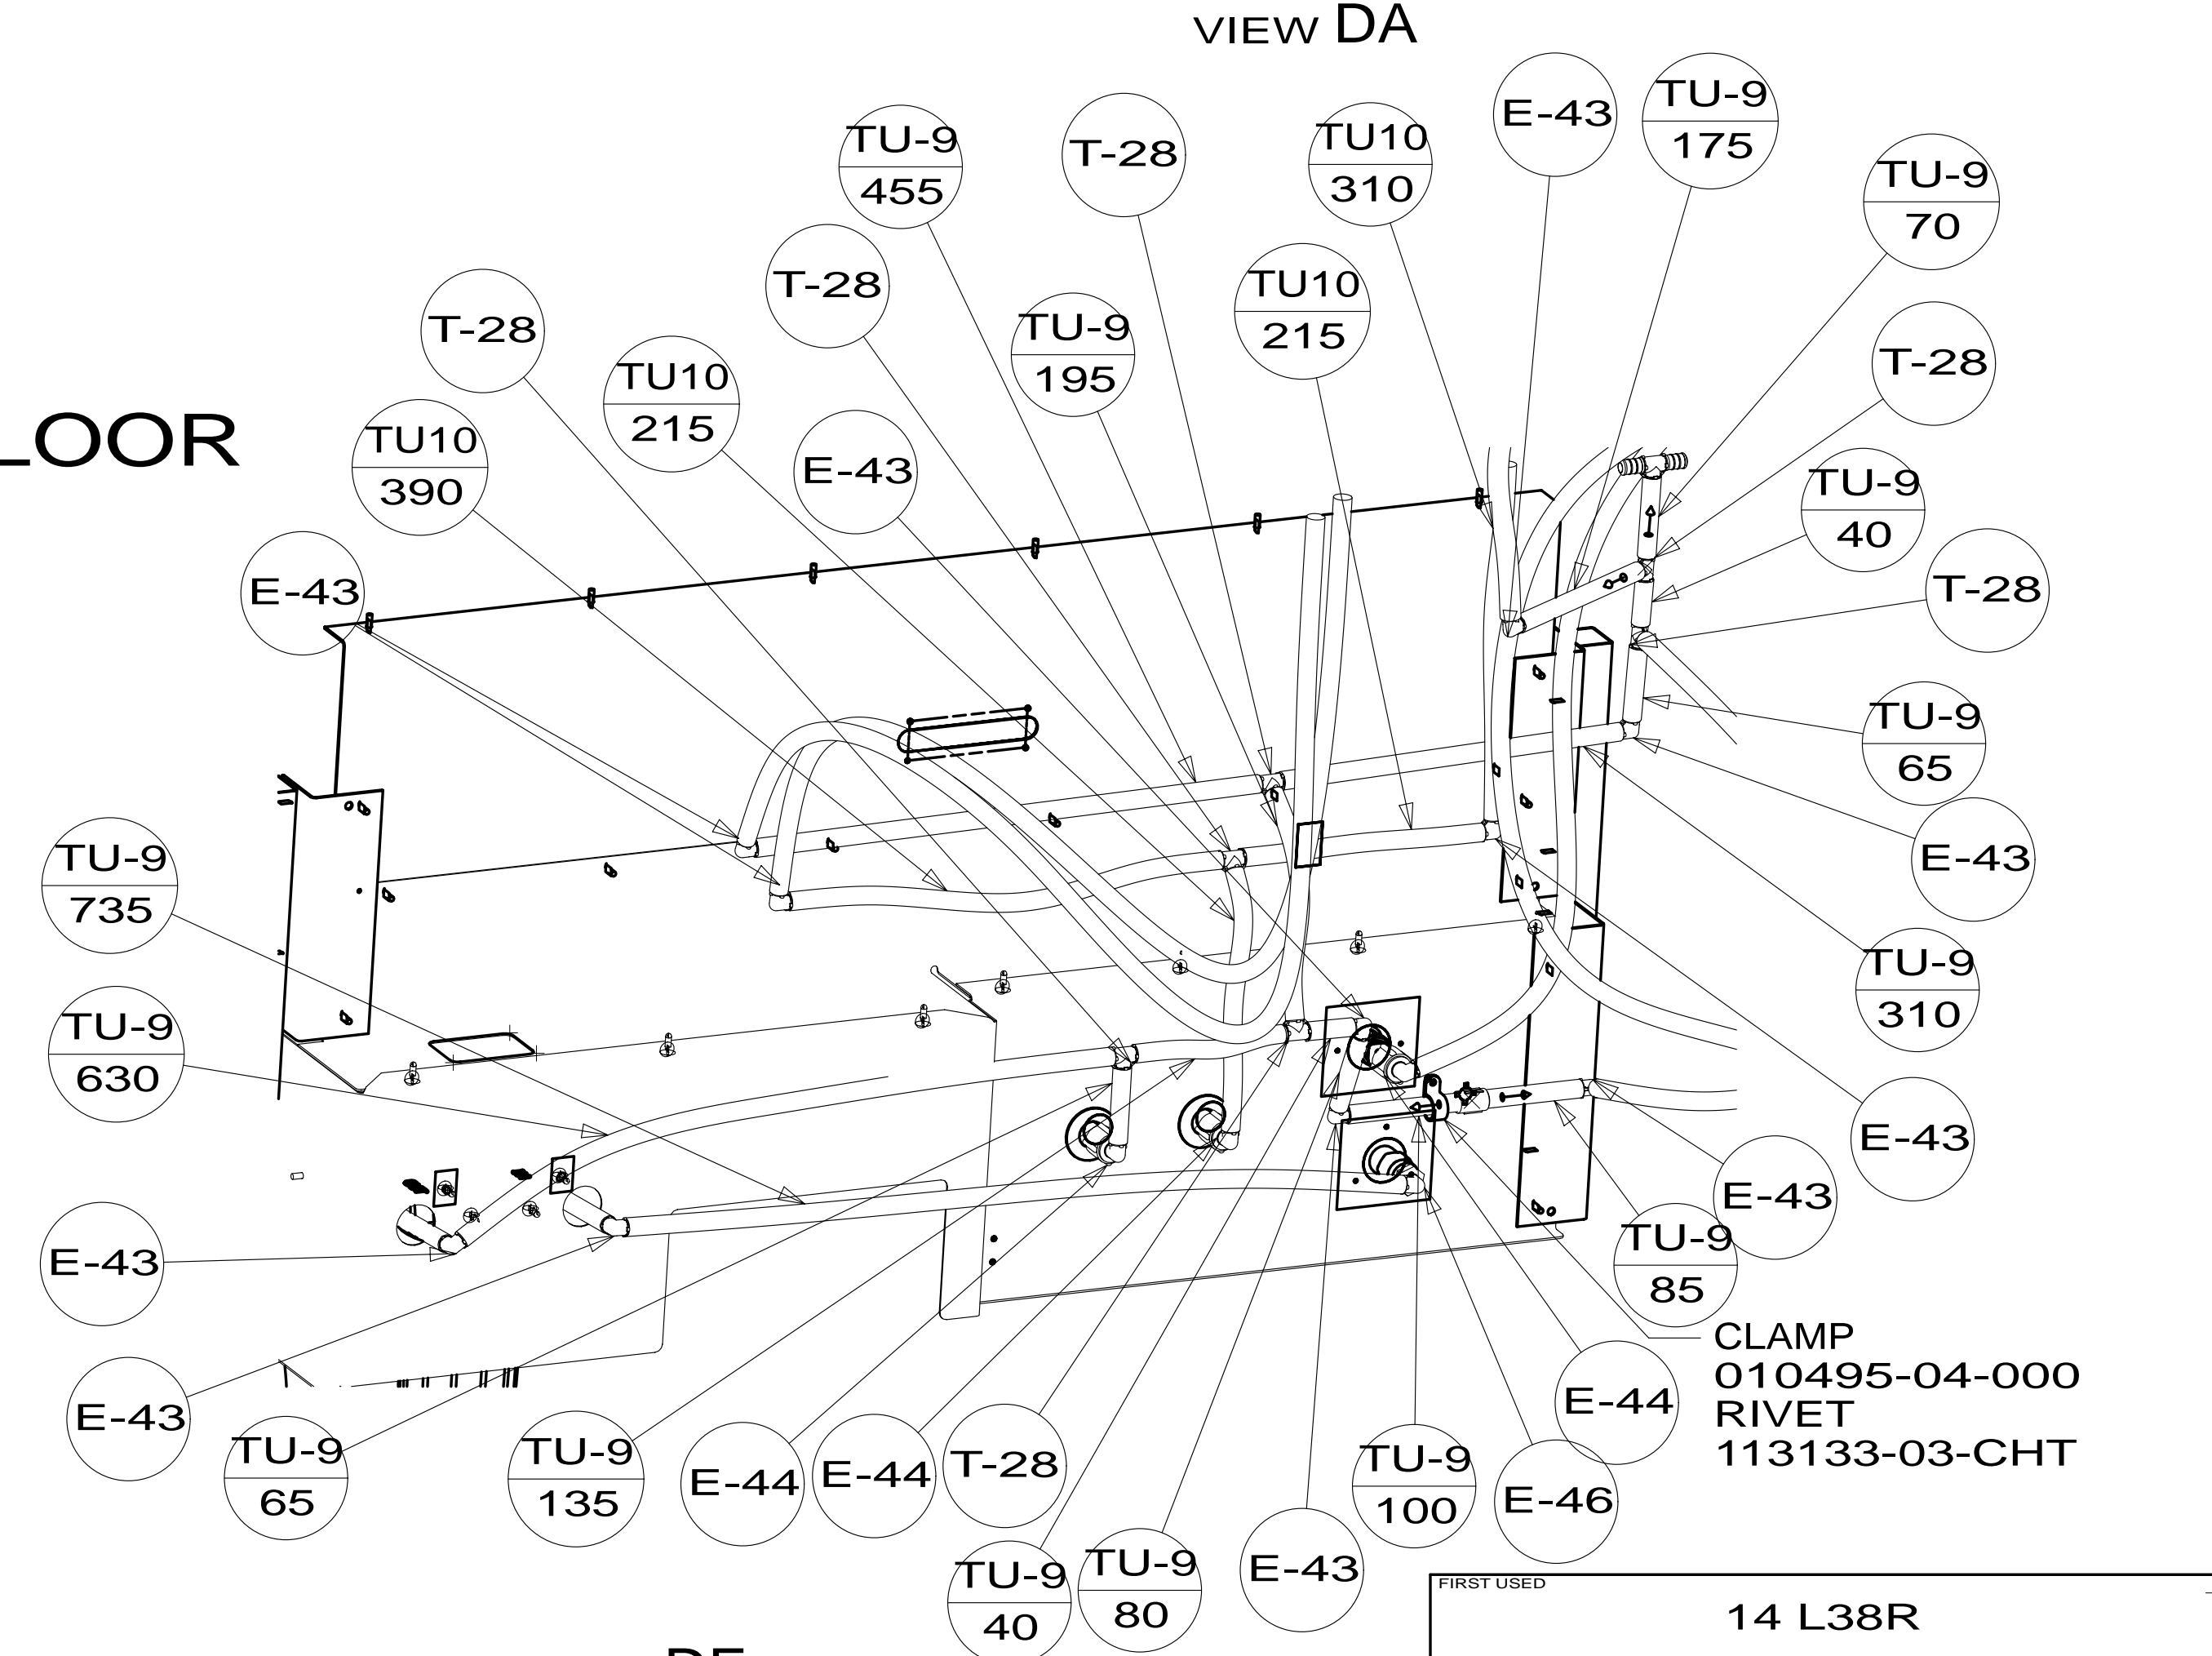 VIEW DA
E-43
TU-9
175
TU-9
455
T-28
TU10
310
TU-9
70
T-28
TU10
215
T-28
TU-9
195
T-28
TU10
215
TU10
390
E-43
TU-9
40
LOOR
E-43
T-28
TU-9
65
E-43
TU-9
735
TU-9
310
TU-9
630
E-43
E-43
E-43
TU-9
85
CLAMP
010495-04-000
RIVET
113133-03-CHT
E-43
E-44
TU-9
65
TU-9
135
E-44
E-44
T-28
TU-9
100
E-46
TU-9
40
TU-9
80
E-43
FIRST USED
14 L38R